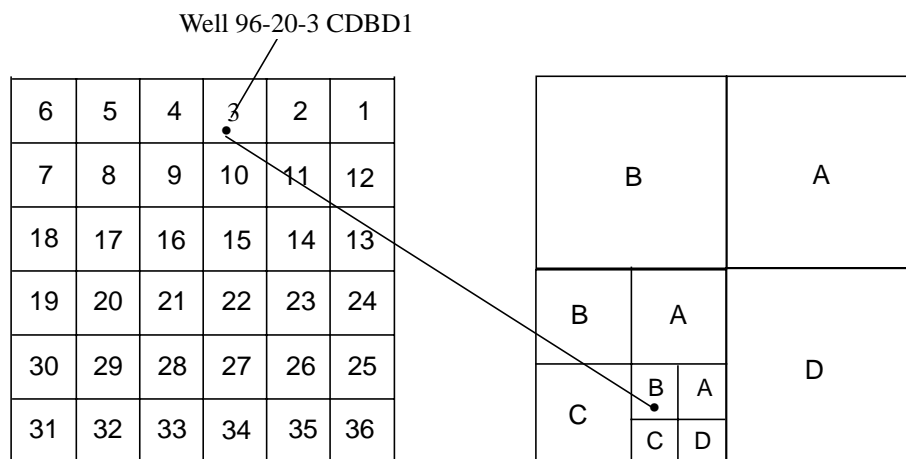 Well 96-20-3 CDBD1
6 5 4 3 2 1
7 8 9 10 11 12
18 17 16 15 14 13
19 20 21 22 23 24
30 29 28 27 26 25
31 32 33 34 35 36
B A
B A
D
C B A
C D